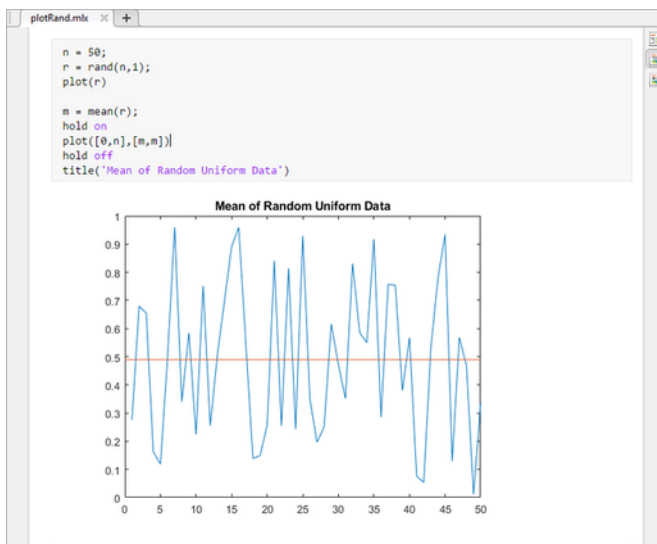 plotRand.mlx × +
n = 50;
r = rand(n,1);
plot(r)
m = mean(r);
hold on
plot([0,n],[m,m])
hold off
title('Mean of Random Uniform Data')
Mean of Random Uniform Data
1
0.9
0.8
0.7
0.6
0.5
0.4
0.3
0.2
0.1
0
0 5 10 15 20 25 30 35 40 45 50